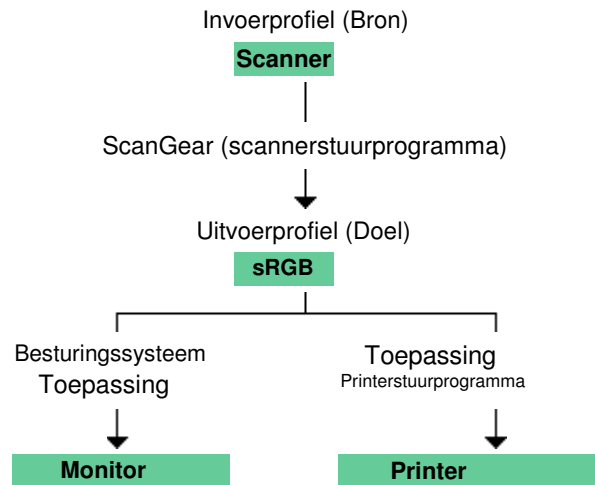 Invoerprofiel (Bron)
Scanner
ScanGear (scannerstuurprogramma)
Uitvoerprofiel (Doel)
sRGB
Besturingssysteem
Toepassing
Toepassing
Printerstuurprogramma
Monitor
Printer